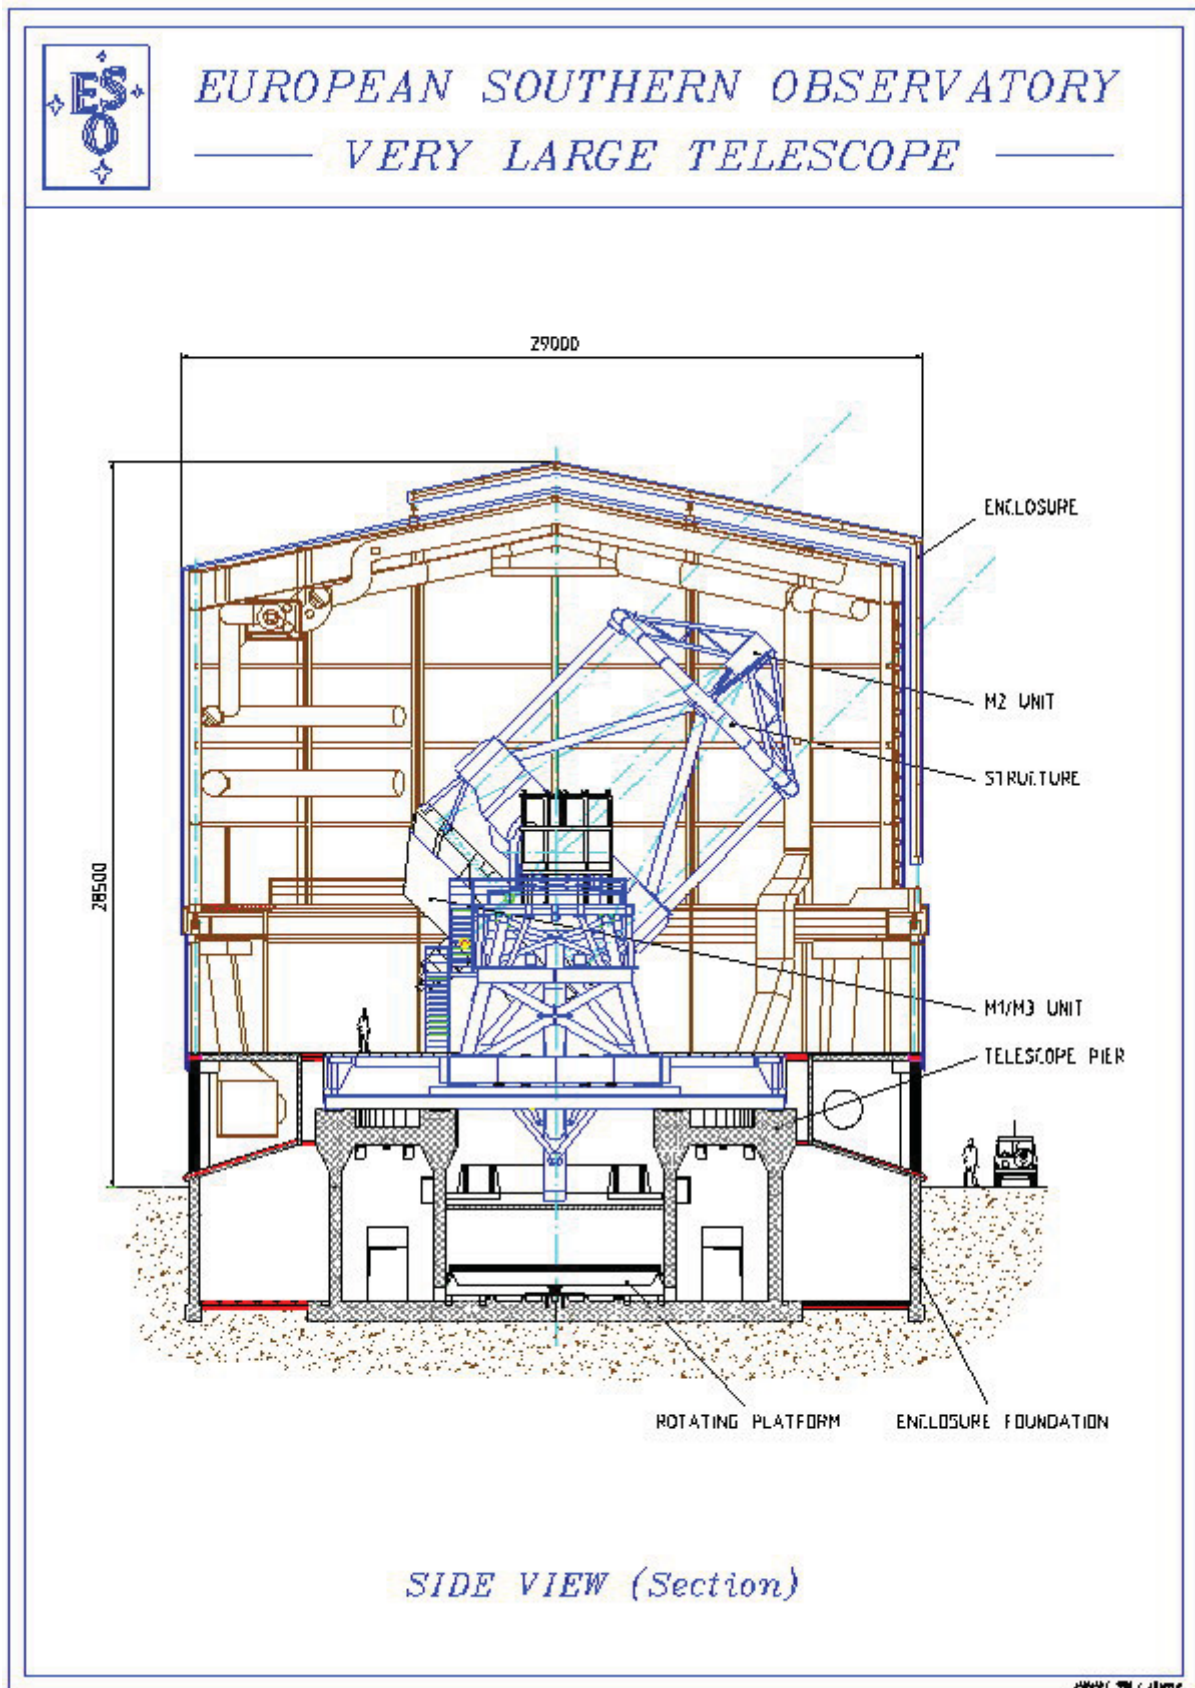 ESO
EUROPEAN SOUTHERN OBSERVATORY
VERY LARGE TELESCOPE
29000
ENCLOSURE
M2 UNIT
STRUCTURE
28500
M1/M3 UNIT
TELESCOPE PIER
ROTATING PLATFORM
ENCLOSURE FOUNDATION
SIDE VIEW (Section)